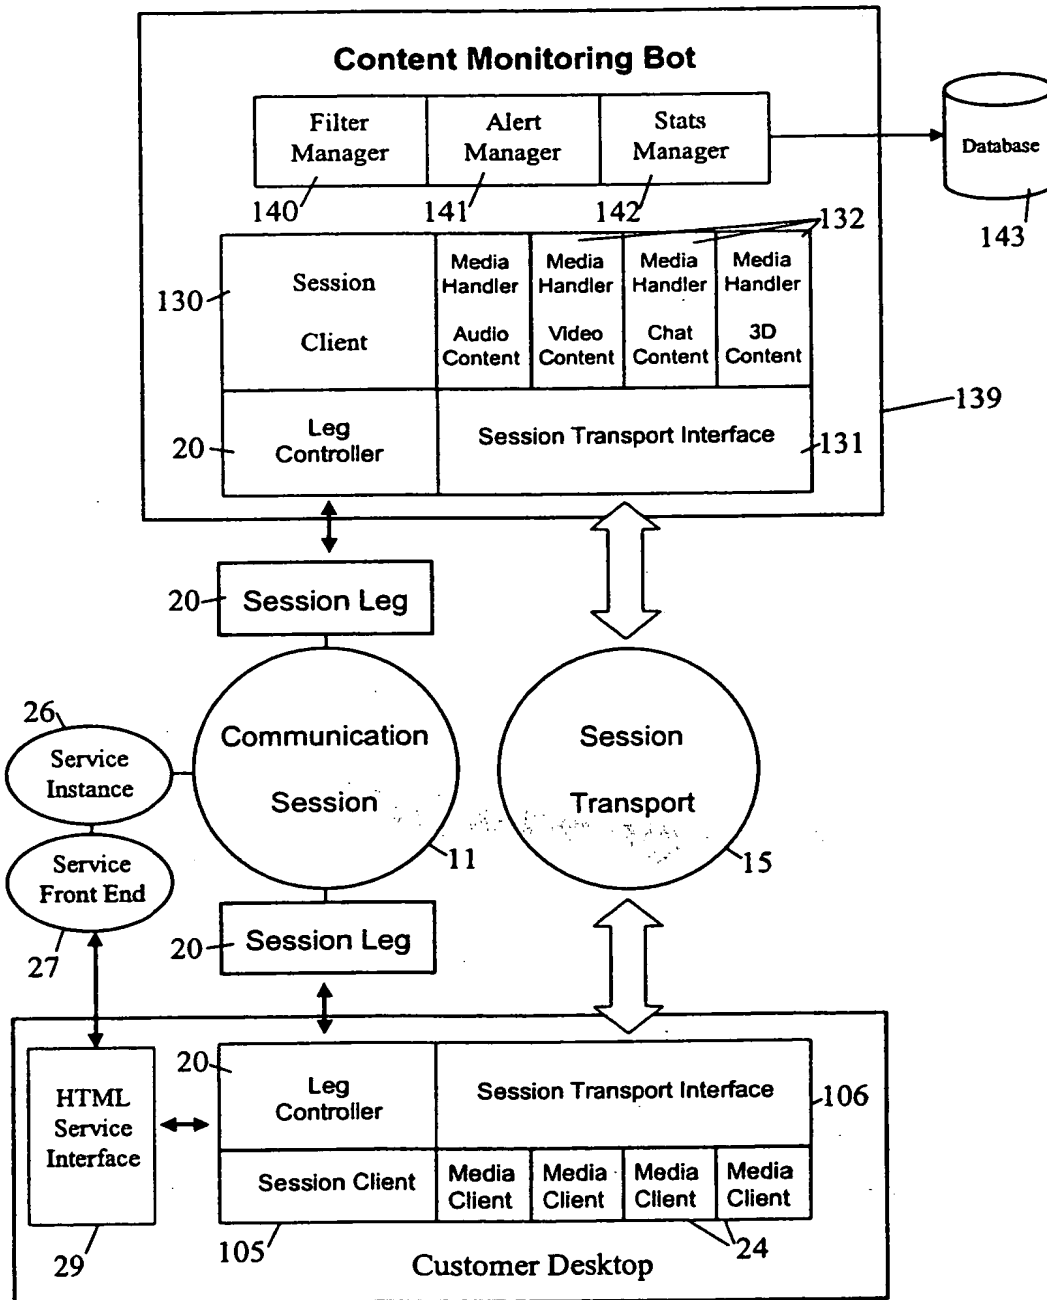 Content Monitoring Bot
Filter
Manager
Alert
Manager
Stats
Manager
Database
140
141
142
143
132
130
Session
Client
Media
Handler
Audio
Content
Media
Handler
Video
Content
Media
Handler
Chat
Content
Media
Handler
3D
Content
139
20
Leg
Controller
Session Transport Interface
131
20
Session Leg
26
Service
Instance
Communication
Session
Session
Transport
11
15
Service
Front End
27
20
Session Leg
HTML
Service
Interface
20
Leg
Controller
Session Transport Interface
106
Session Client
Media
Client
Media
Client
Media
Client
Media
Client
29
105
24
Customer Desktop